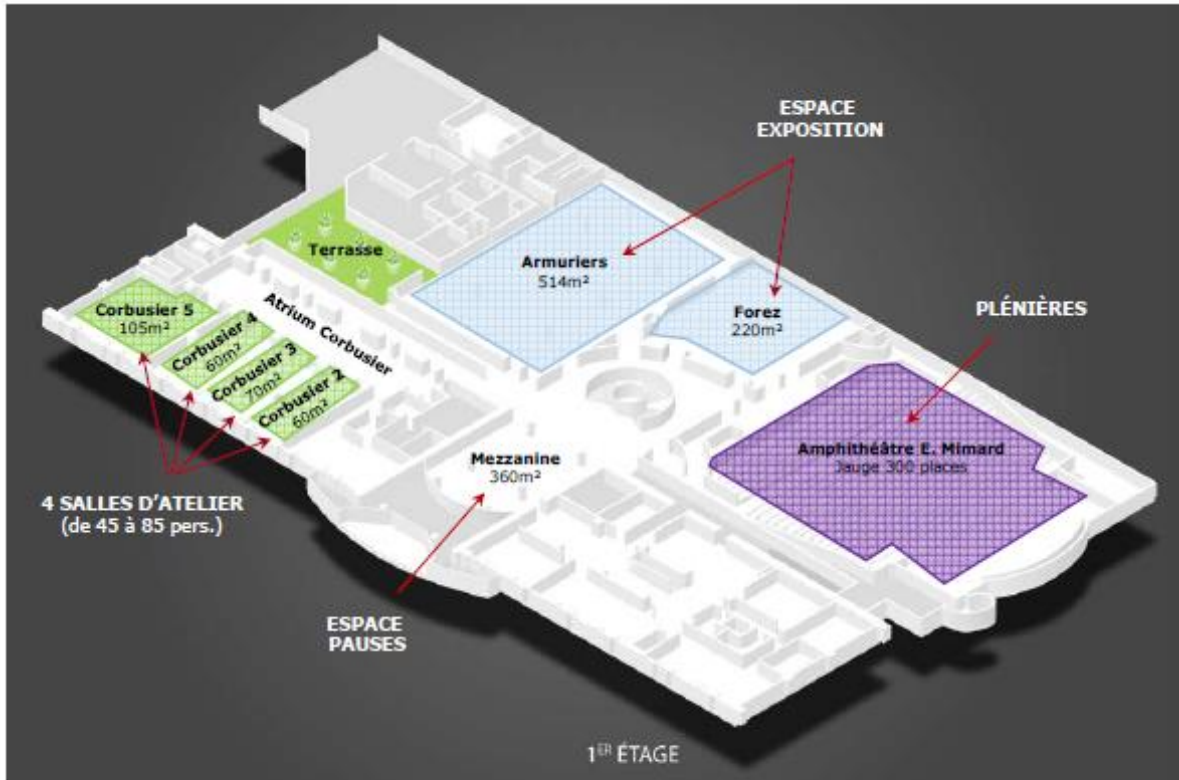 ESPACE
EXPOSITION
Terrasse
Armuriers
514m²
Forez
220m²
PLÉNIÈRES
Corbusier 5
105m²
Atrium Corbusier
Corbusier 4
60m²
Corbusier 3
70m²
Corbusier 2
60m²
Amphithéâtre E. Mimard
Jauge 300 places
Mezzanine
360m²
4 SALLES D'ATELIER
(de 45 à 85 pers.)
ESPACE
PAUSES
1ER ÉTAGE